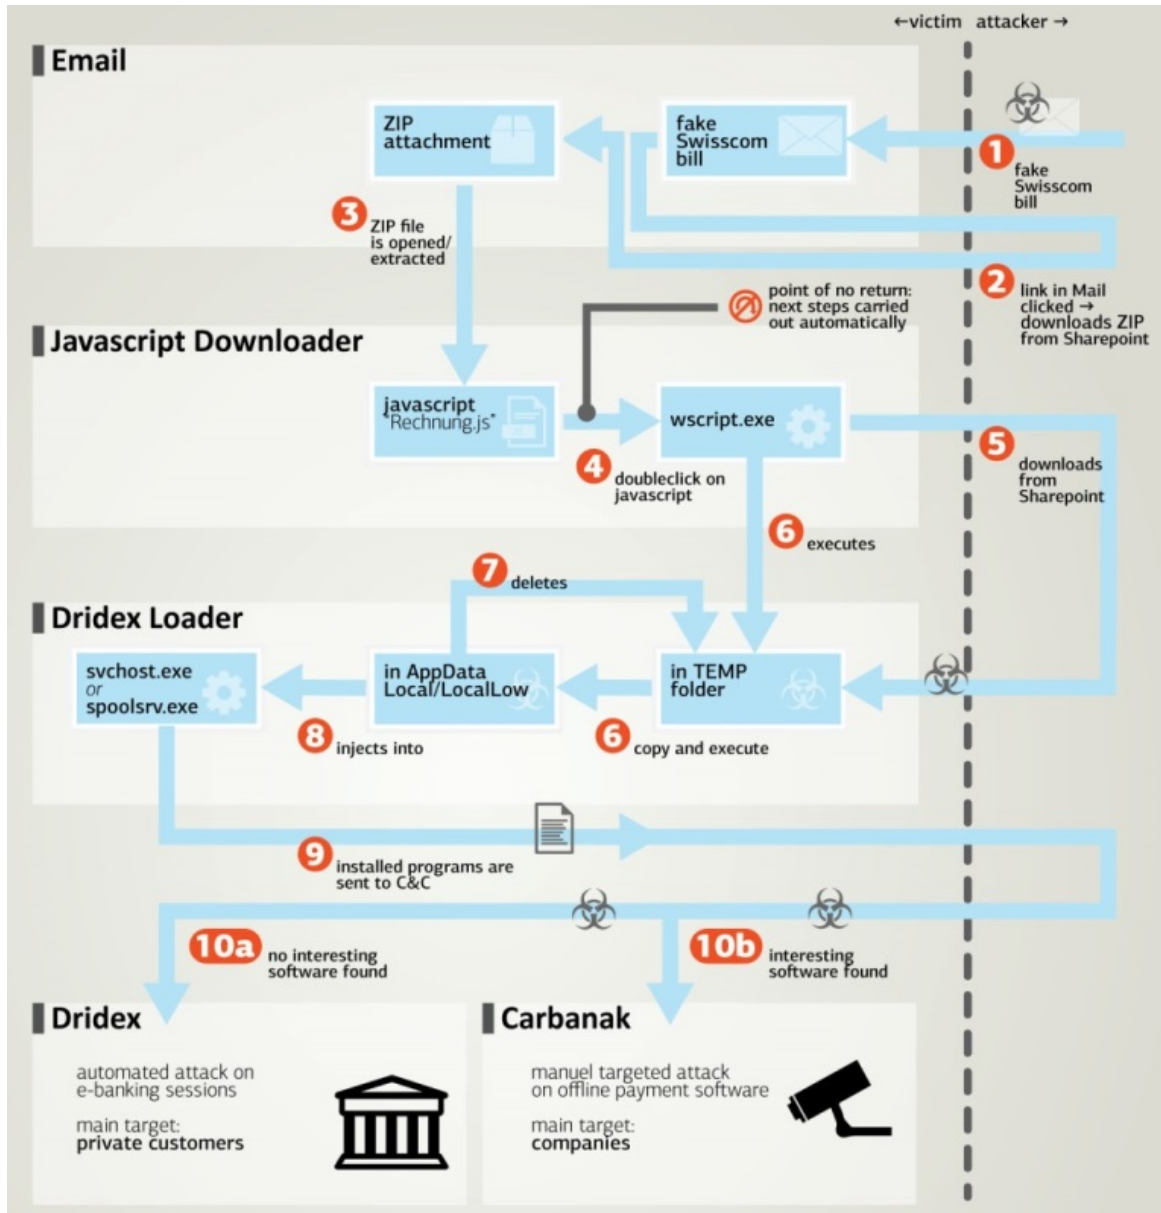 ←victim attacker →
Email
ZIP
attachment
fake
Swisscom
bill
1
fake
Swisscom
bill
3
ZIP file
is opened/
extracted
2
link in Mail
clicked →
downloads ZIP
from Sharepoint
point of no return:
next steps carried
out automatically
Javascript Downloader
javascript
"Rechnung.js"
wscript.exe
4
doubleclick on
javascript
5
downloads
from
Sharepoint
6
executes
7
deletes
Dridex Loader
svchost.exe
or
spoolsrv.exe
in AppData
Local/LocalLow
in TEMP
folder
8
injects into
6
copy and execute
9
installed programs are
sent to C&C
10a
no interesting
software found
10b
interesting
software found
Dridex
automated attack on
e-banking sessions
main target:
private customers
Carbanak
manuel targeted attack
on offline payment software
main target:
companies